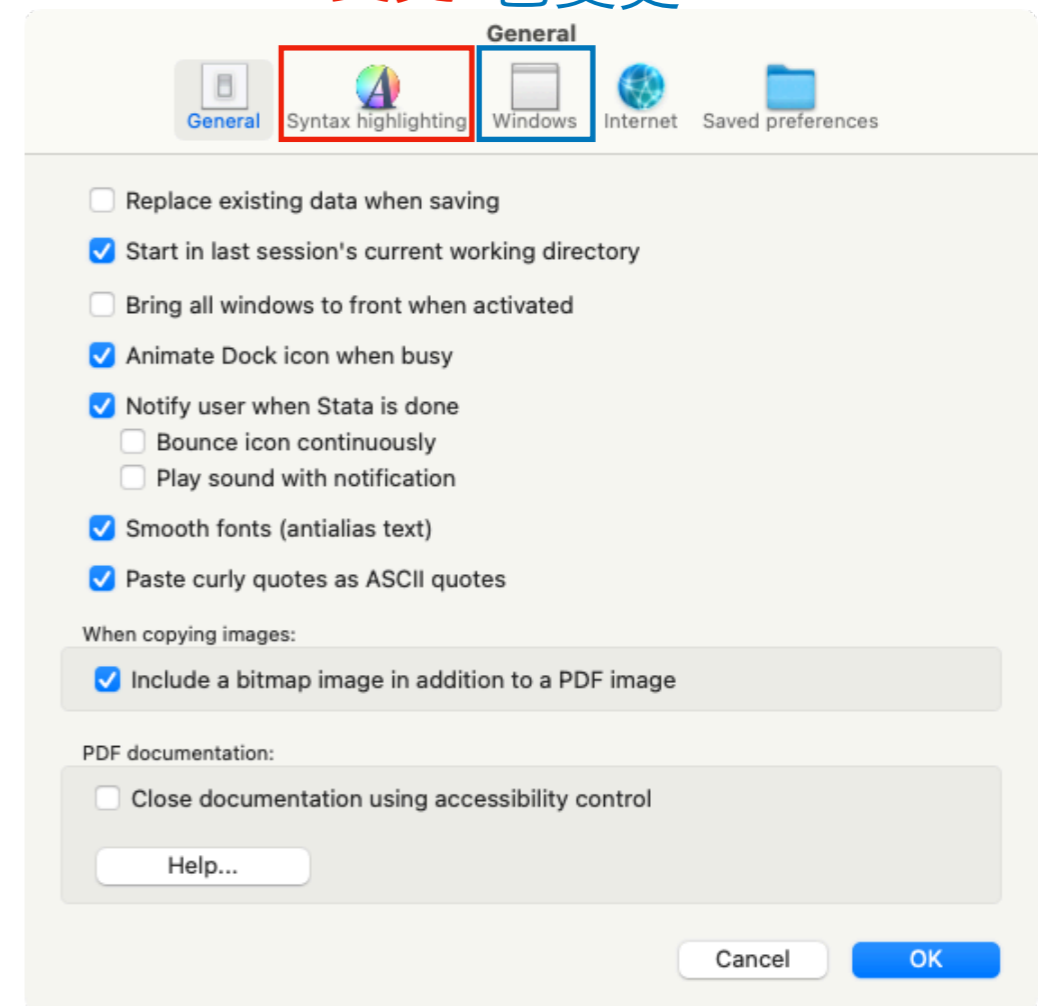 General
General Syntax highlighting Windows Internet Saved preferences
Replace existing data when saving
Start in last session's current working directory
Bring all windows to front when activated
Animate Dock icon when busy
Notify user when Stata is done
Bounce icon continuously
Play sound with notification
Smooth fonts (antialias text)
Paste curly quotes as ASCII quotes
When copying images:
Include a bitmap image in addition to a PDF image
PDF documentation:
Close documentation using accessibility control
Help...
Cancel OK